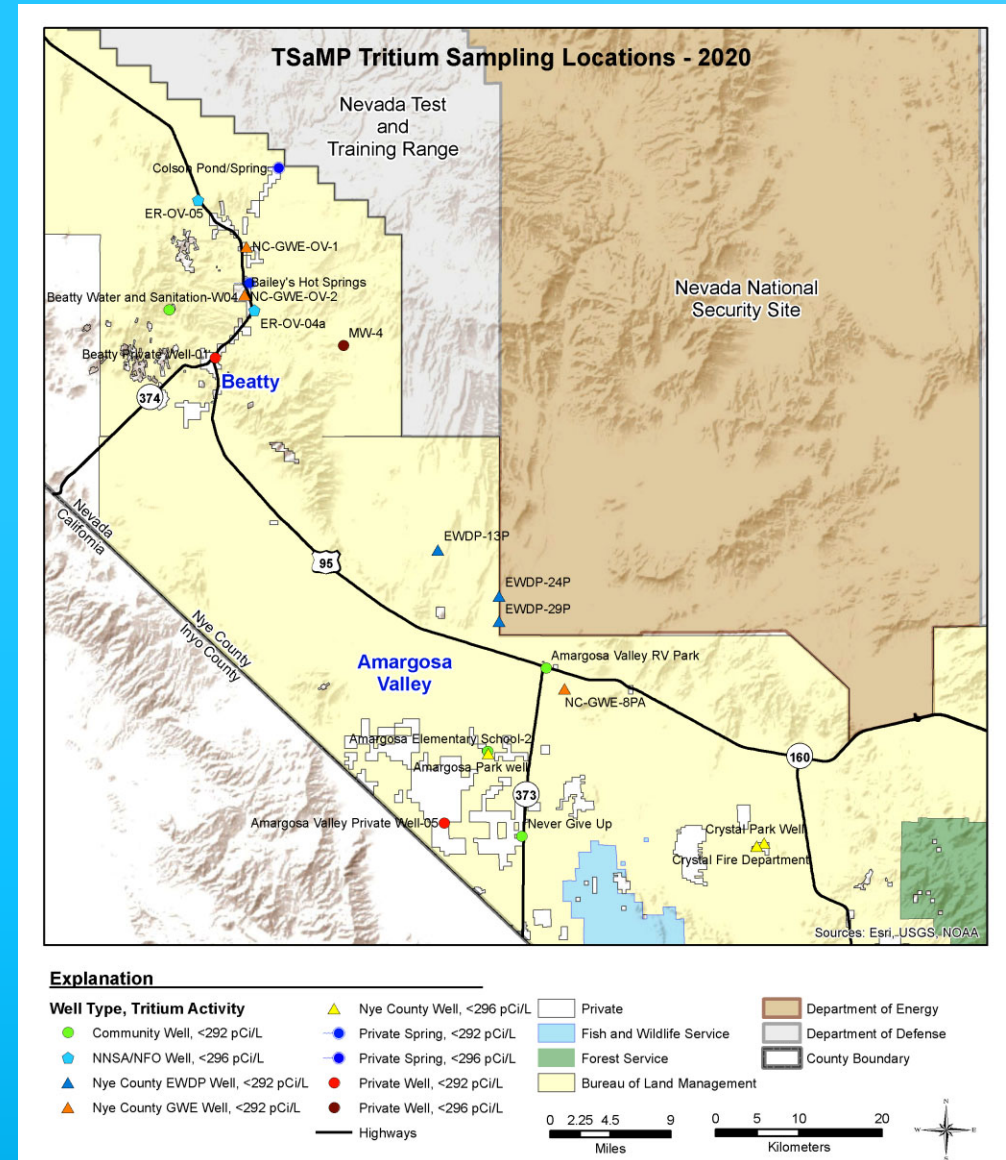 TSaMP Tritium Sampling Locations - 2020
Nevada Test
and
Training Range
Colson Pond/Spring
ER-OV-05
NC-GWE-OV-1
Bailey's Hot Springs
Beatty Water and Sanitation-W04
NC-GWE-OV-2
ER-OV-04a
MW-4
Nevada National
Security Site
Beatty Private Well-01
Beatty
374
Nevada
California
EWDP-13P
95
EWDP-24P
EWDP-29P
Nye County
Inyo County
Amargosa
Valley
Amargosa Valley RV Park
NC-GWE-8PA
Amargosa Elementary School-2
Amargosa Park well
160
373
Amargosa Valley Private Well-05
Never Give Up
Crystal Park Well
Crystal Fire Department
Sources: Esri, USGS, NOAA
Explanation
Well Type, Tritium Activity
Community Well, <292 pCi/L
NNSA/NFO Well, <296 pCi/L
Nye County EWDP Well, <292 pCi/L
Nye County GWE Well, <292 pCi/L
Nye County Well, <296 pCi/L
Private Spring, <292 pCi/L
Private Spring, <296 pCi/L
Private Well, <292 pCi/L
Private Well, <296 pCi/L
Highways
Private
Fish and Wildlife Service
Forest Service
Bureau of Land Management
Department of Energy
Department of Defense
County Boundary
0 2.25 4.5 9
Miles
0 5 10 20
Kilometers
N
W E
S